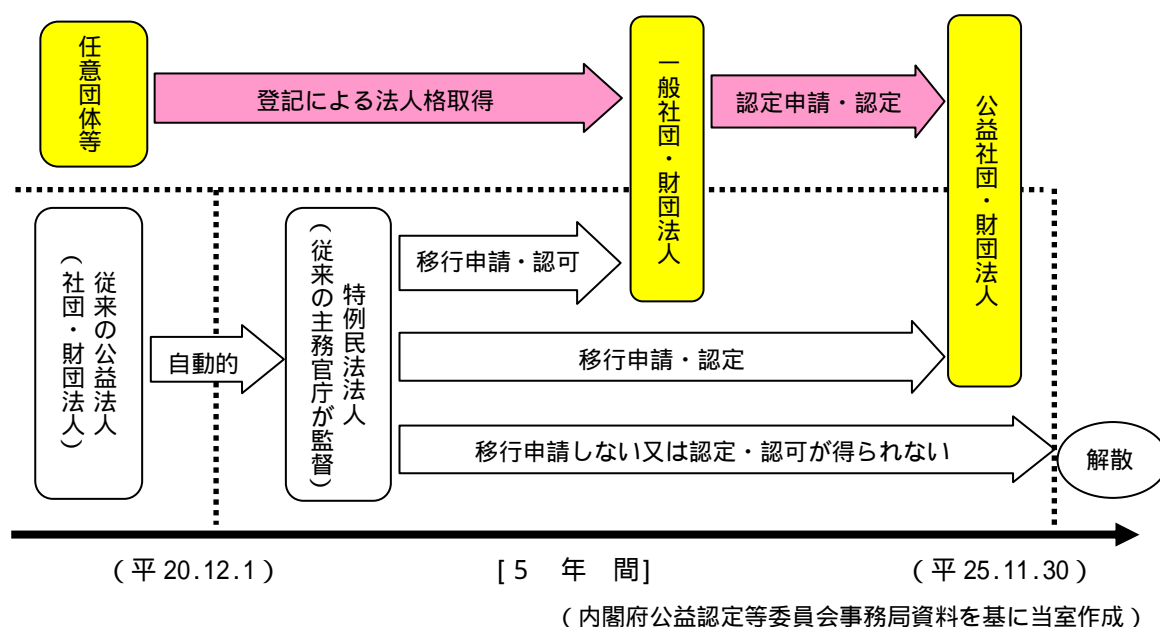 任意団体等
登記による法人格取得
一般社団・財団法人
認定申請・認定
公益社団・財団法人
従来の公益法人
(社団・財団法人)
自動的
特例民法法人
(従来の主務官庁が監督)
移行申請・認可
移行申請・認定
移行申請しない又は認定・認可が得られない
解散
(平20.12.1)
[5 年 間]
(平25.11.30)
(内閣府公益認定等委員会事務局資料を基に当室作成)